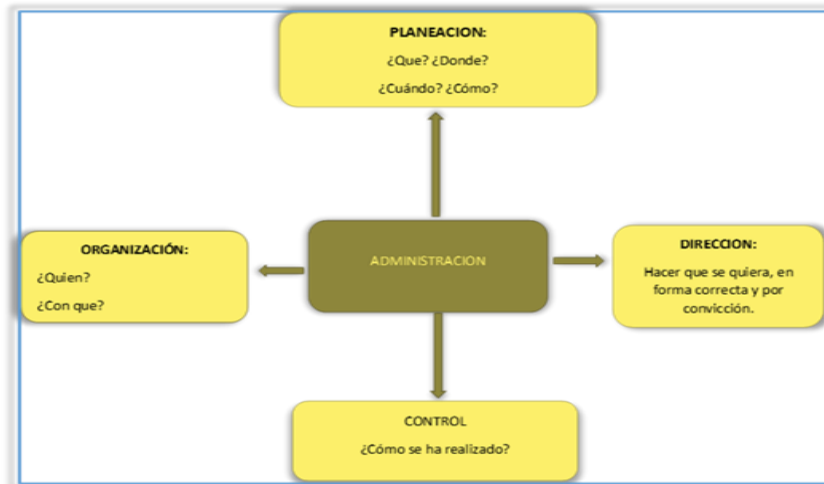 PLANEACION:
¿Que? ¿Donde?
¿Cuándo? ¿Cómo?
ORGANIZACIÓN:
¿Quien?
¿Con que?
ADMINISTRACION
DIRECCION:
Hacer que se quiera, en
forma correcta y por
convicción.
CONTROL
¿Cómo se ha realizado?